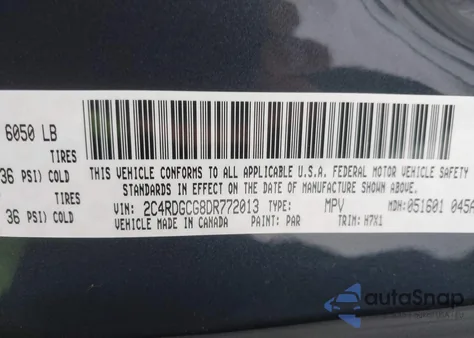 6050 LB
TIRES
36 PSI) COLD
TIRES
36 PSI) COLD
THIS VEHICLE CONFORMS TO ALL APPLICABLE U.S.A. FEDERAL MOTOR VEHICLE SAFETY
STANDARDS IN EFFECT ON THE DATE OF MANUFACTURE SHOWN ABOVE.
VIN: 2C4RDGCG8DR772013 TYPE: MPV MDH: 051601 045A
VEHICLE MADE IN CANADA PAINT: PAR TRIM: H7X1
autoSnap